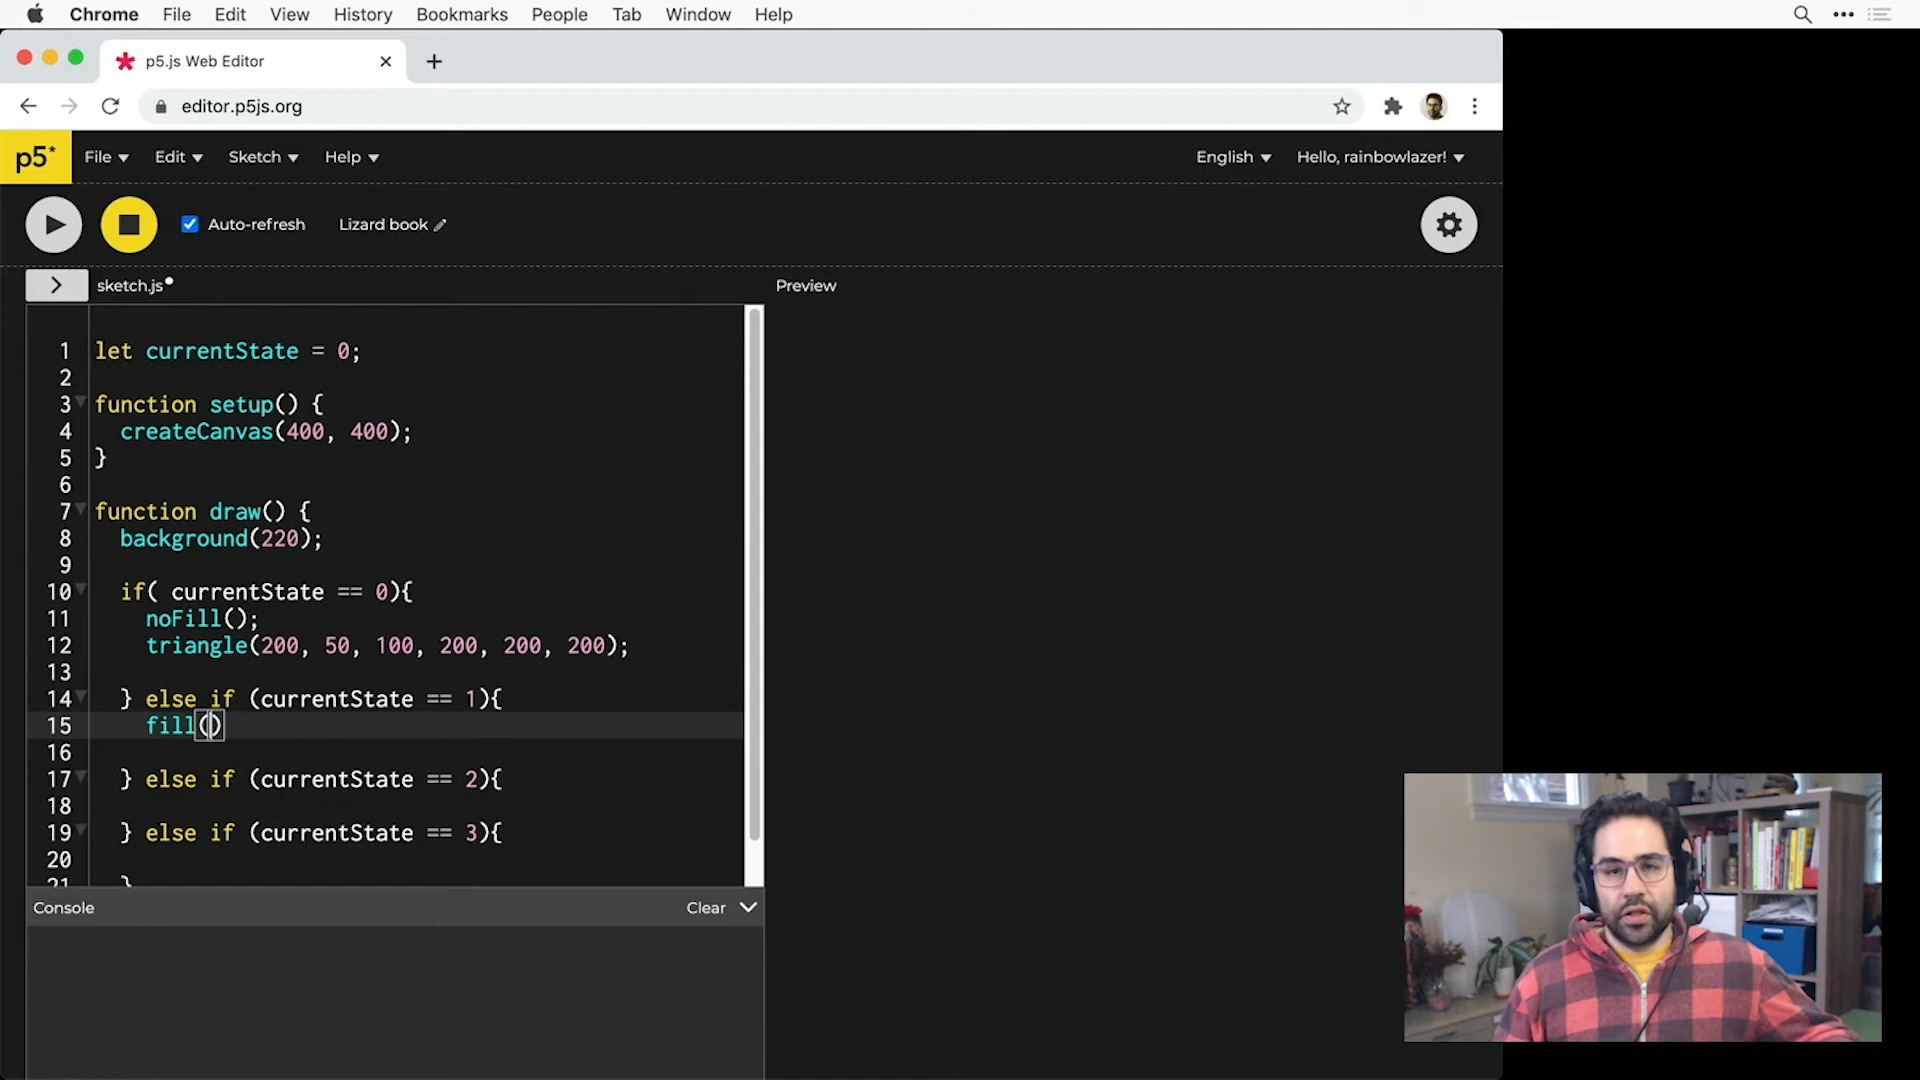 Chrome File Edit View History Bookmarks People Tab Window Help
p5.js Web Editor
editor.p5js.org
p5* File Edit Sketch Help English Hello, rainbowlazer!
Auto-refresh Lizard book
sketch.js Preview
1 let currentState = 0;
2
3 function setup() {
4 createCanvas(400, 400);
5 }
6
7 function draw() {
8 background(220);
9
10 if( currentState == 0){
11 noFill();
12 triangle(200, 50, 100, 200, 200, 200);
13
14 } else if (currentState == 1){
15 fill()
16
17 } else if (currentState == 2){
18
19 } else if (currentState == 3){
20
21 }
Console Clear